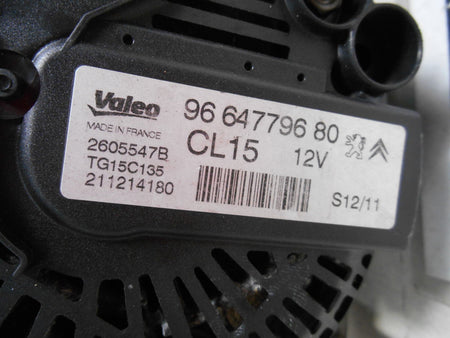 Valeo
MADE IN FRANCE
2605547B
TG15C135
211214180
96 647796 80
CL15 12V
S12/11